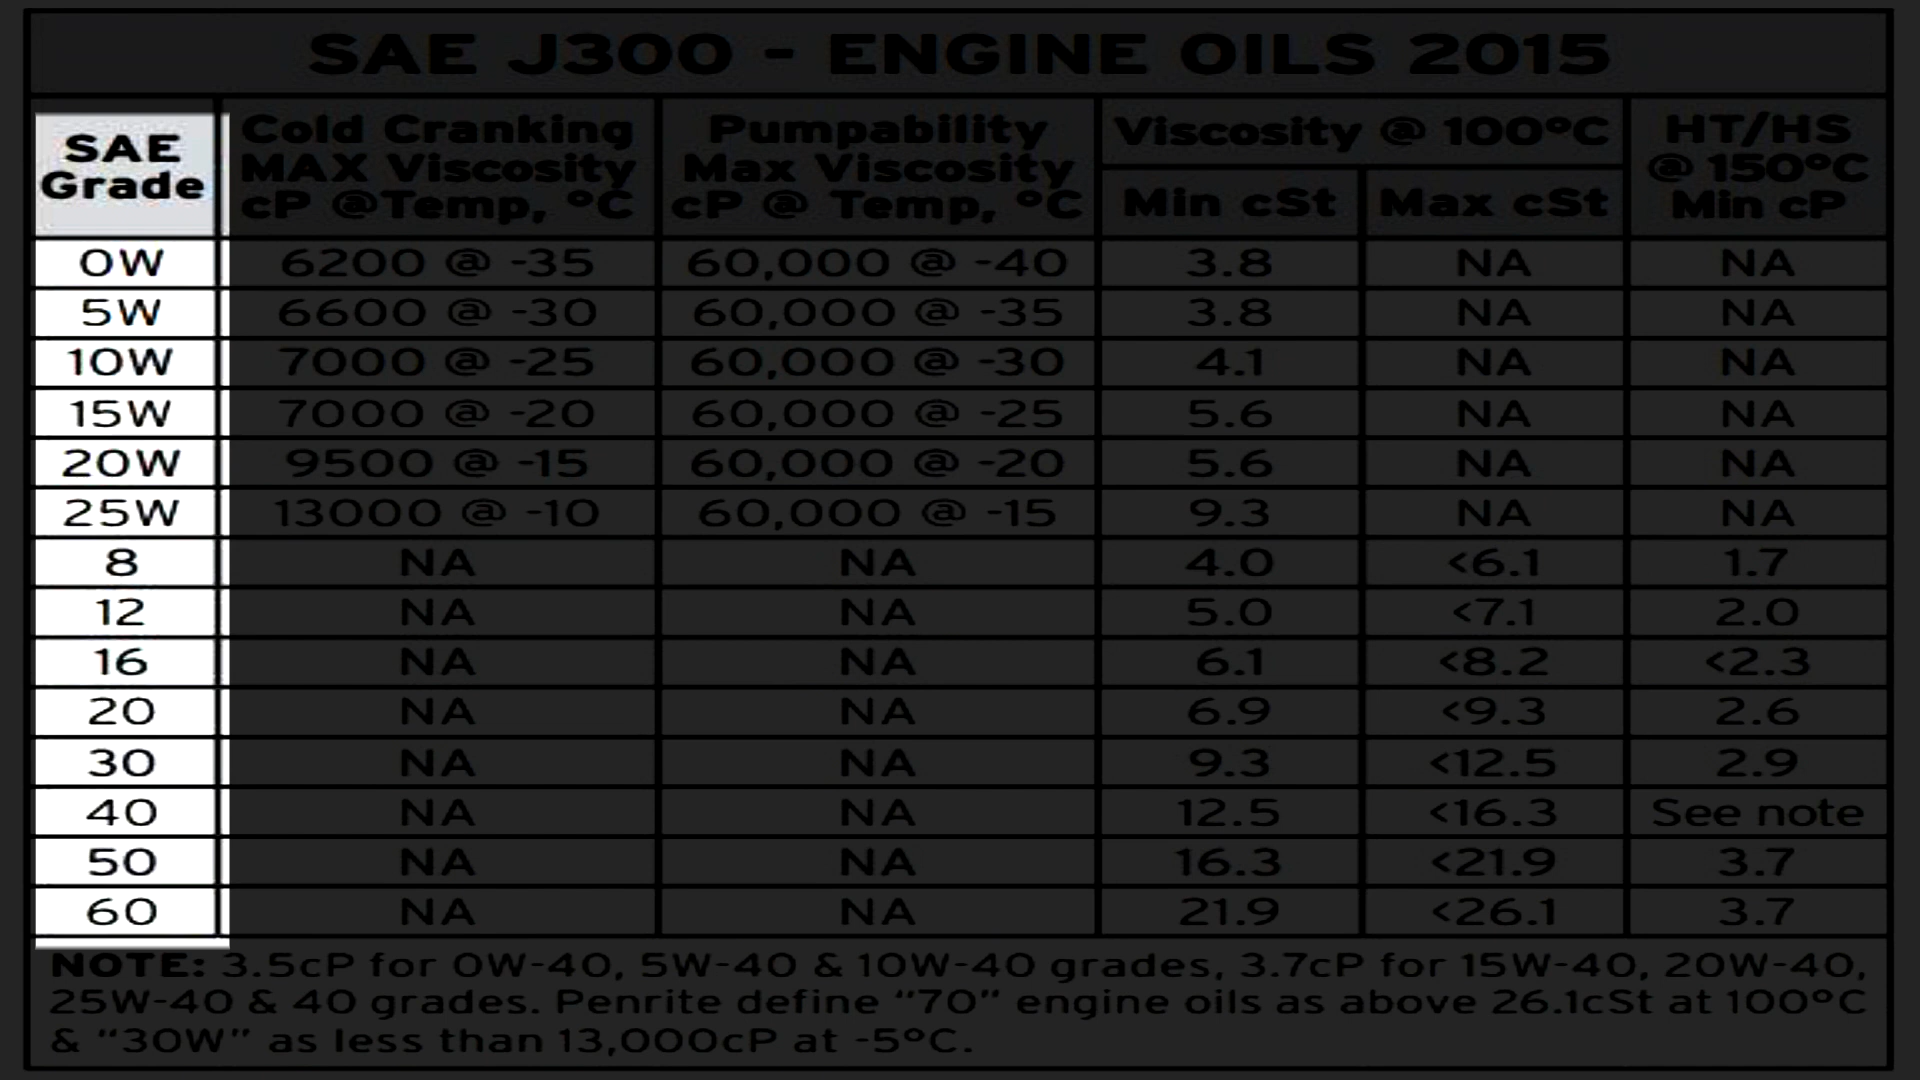 SAE J300 - ENGINE OILS 2015
SAE Grade | Cold Cranking MAX Viscosity cP @Temp, °C | Pumpability Max Viscosity cP @ Temp, °C | Viscosity @ 100°C Min cSt | Max cSt | HT/HS @ 150°C Min cP
0W 6200 @ -35 60,000 @ -40 3.8 NA NA
5W 6600 @ -30 60,000 @ -35 3.8 NA NA
10W 7000 @ -25 60,000 @ -30 4.1 NA NA
15W 7000 @ -20 60,000 @ -25 5.6 NA NA
20W 9500 @ -15 60,000 @ -20 5.6 NA NA
25W 13000 @ -10 60,000 @ -15 9.3 NA NA
8 NA NA 4.0 <6.1 1.7
12 NA NA 5.0 <7.1 2.0
16 NA NA 6.1 <8.2 <2.3
20 NA NA 6.9 <9.3 2.6
30 NA NA 9.3 <12.5 2.9
40 NA NA 12.5 <16.3 See note
50 NA NA 16.3 <21.9 3.7
60 NA NA 21.9 <26.1 3.7
NOTE: 3.5cP for 0W-40, 5W-40 & 10W-40 grades, 3.7cP for 15W-40, 20W-40,
25W-40 & 40 grades. Penrite define “70” engine oils as above 26.1cSt at 100°C
& “30W” as less than 13,000cP at -5°C.